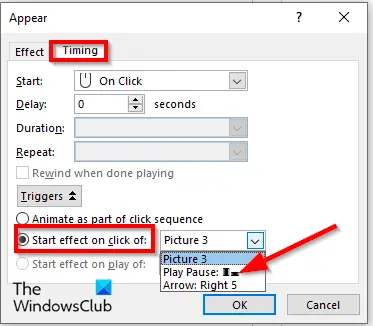 Appear
?
×
Effect
Timing
Start:
On Click
Delay:
0
seconds
Duration:
Repeat:
Rewind when done playing
Triggers
Animate as part of click sequence
Start effect on click of:
Picture 3
Picture 3
Play Pause:
Arrow: Right 5
Start effect on play of:
The
WindowsClub
OK
Cancel